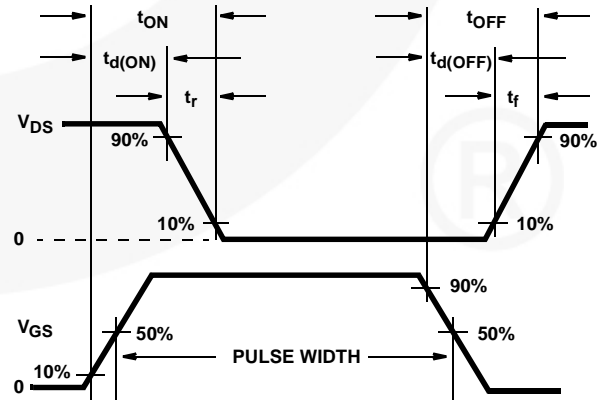 tON tOFF
td(ON) td(OFF)
tr tf
VDS
90% 90%
10% 10%
0
90%
VGS
50% 50%
PULSE WIDTH
10%
0
®